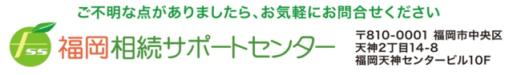 ご不明な点がありましたら、お気軽にお問合せください
fss
福岡相続サポートセンター
〒810-0001 福岡市中央区
天神2丁目14-8
福岡天神センタービル10F